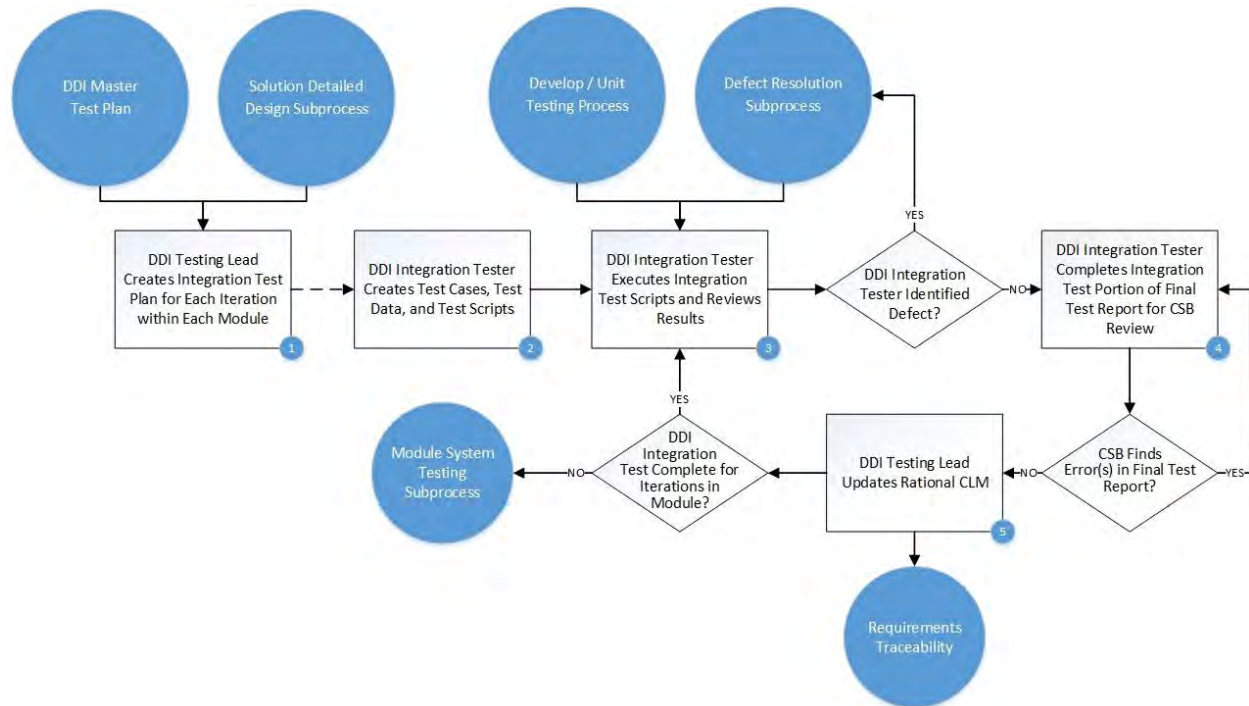 DDI Master
Test Plan
Solution Detailed
Design Subprocess
Develop / Unit
Testing Process
Defect Resolution
Subprocess
YES
DDI Testing Lead
Creates Integration Test
Plan for Each Iteration
within Each Module
1
DDI Integration Tester
Creates Test Cases, Test
Data, and Test Scripts
2
DDI Integration Tester
Executes Integration
Test Scripts and Reviews
Results
3
DDI Integration
Tester Identified
Defect?
NO
DDI Integration Tester
Completes Integration
Test Portion of Final
Test Report for CSB
Review
4
YES
Module System
Testing
Subprocess
NO
DDI
Integration
Test Complete for
Iterations in
Module?
DDI Testing Lead
Updates Rational CLM
5
NO
CSB Finds
Error(s) in Final Test
Report?
YES
Requirements
Traceability